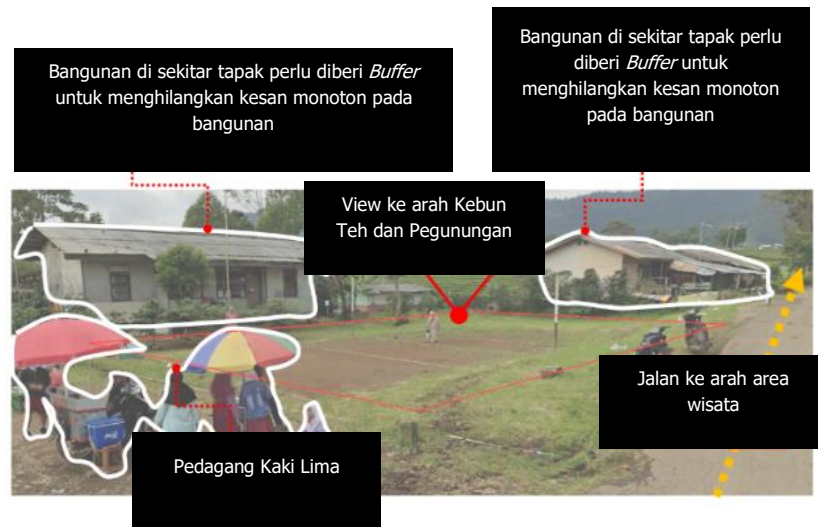 Bangunan di sekitar tapak perlu diberi Buffer
untuk menghilangkan kesan monoton pada
bangunan
Bangunan di sekitar tapak perlu
diberi Buffer untuk
menghilangkan kesan monoton
pada bangunan
View ke arah Kebun
Teh dan Pegunungan
Jalan ke arah area
wisata
Pedagang Kaki Lima